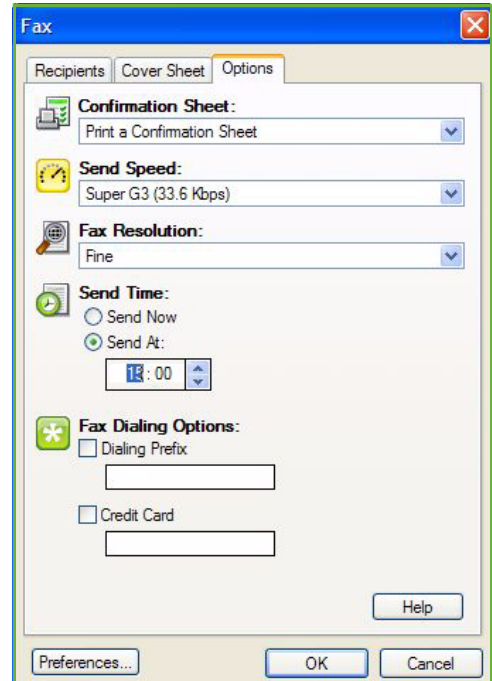 Fax
Recipients Cover Sheet Options
Confirmation Sheet:
Print a Confirmation Sheet
Send Speed:
Super G3 (33.6 Kbps)
Fax Resolution:
Fine
Send Time:
Send Now
Send At:
15 : 00
Fax Dialing Options:
Dialing Prefix
Credit Card
Help
Preferences... OK Cancel